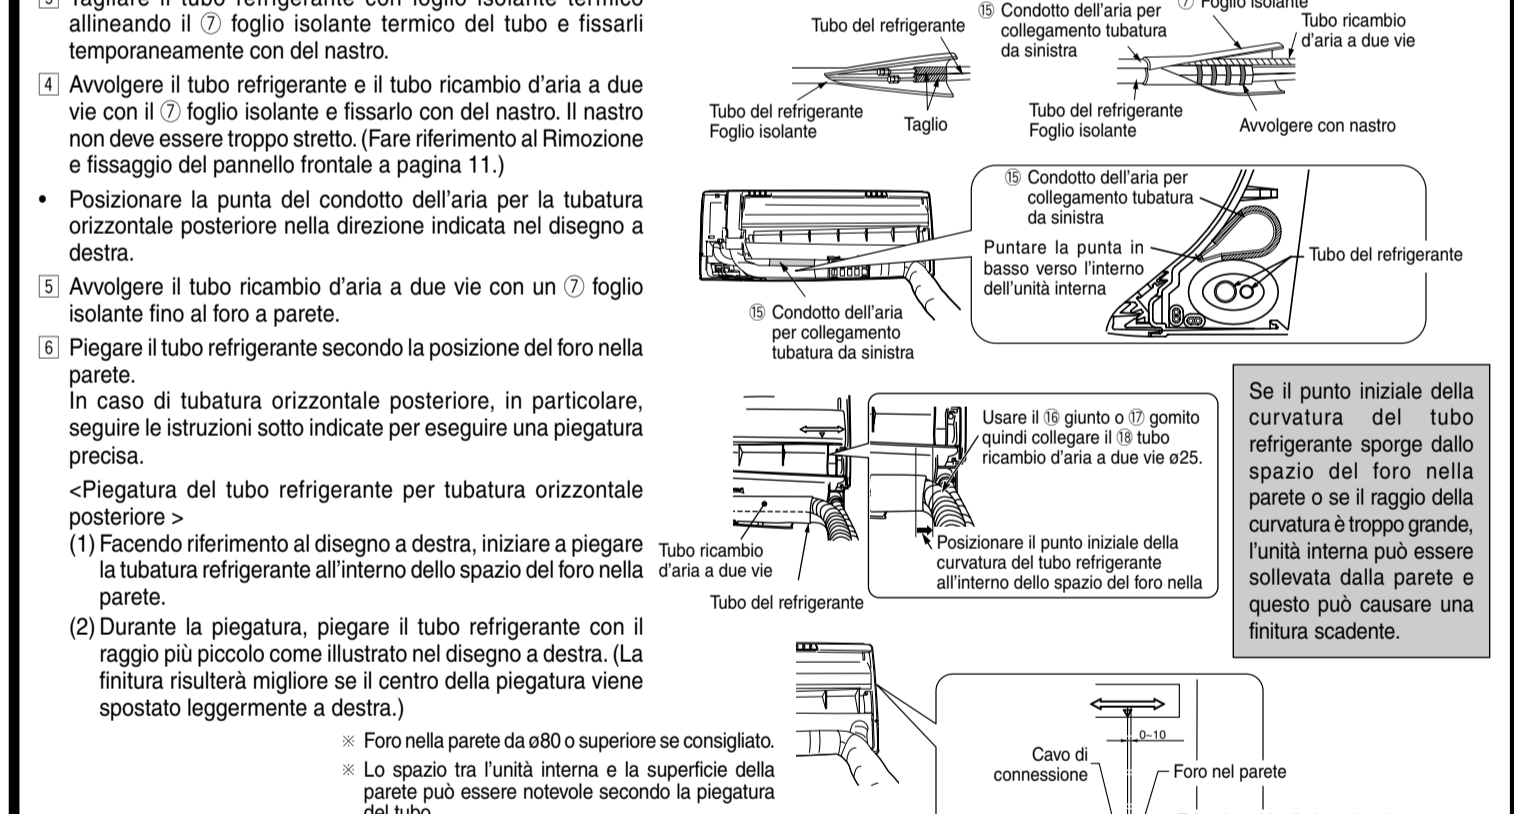 3 Tagliare il tubo refrigerante con foglio isolante termico
allineando il ⑦ foglio isolante termico del tubo e fissarli
temporaneamente con del nastro.
4 Avvolgere il tubo refrigerante e il tubo ricambio d'aria a due
vie con il ⑦ foglio isolante e fissarlo con del nastro. Il nastro
non deve essere troppo stretto. (Fare riferimento al Rimozione
e fissaggio del pannello frontale a pagina 11.)
• Posizionare la punta del condotto dell'aria per la tubatura
orizzontale posteriore nella direzione indicata nel disegno a
destra.
5 Avvolgere il tubo ricambio d'aria a due vie con un ⑦ foglio
isolante fino al foro a parete.
6 Piegare il tubo refrigerante secondo la posizione del foro nella
parete.
In caso di tubatura orizzontale posteriore, in particolare,
seguire le istruzioni sotto indicate per eseguire una piegatura
precisa.
<Piegatura del tubo refrigerante per tubatura orizzontale
posteriore >
(1) Facendo riferimento al disegno a destra, iniziare a piegare
la tubatura refrigerante all'interno dello spazio del foro nella
parete.
(2) Durante la piegatura, piegare il tubo refrigerante con il
raggio più piccolo come illustrato nel disegno a destra. (La
finitura risulterà migliore se il centro della piegatura viene
spostato leggermente a destra.)
※ Foro nella parete da ø80 o superiore se consigliato.
※ Lo spazio tra l'unità interna e la superficie della
parete può essere notevole secondo la piegatura
del tubo
Tubo del refrigerante
Tubo del refrigerante
Foglio isolante
Taglio
⑮ Condotto dell'aria per
collegamento tubatura
da sinistra
⑦ Foglio isolante
Tubo ricambio
d'aria a due vie
Tubo del refrigerante
Foglio isolante
Avvolgere con nastro
⑮ Condotto dell'aria per
collegamento tubatura
da sinistra
Puntare la punta in
basso verso l'interno
dell'unità interna
Tubo del refrigerante
⑮ Condotto dell'aria
per collegamento
tubatura da sinistra
Usare il ⑯ giunto o ⑰ gomito
quindi collegare il ⑱ tubo
ricambio d'aria a due vie ø25.
Posizionare il punto iniziale della
curvatura del tubo refrigerante
all'interno dello spazio del foro nella
Tubo ricambio
d'aria a due vie
Tubo del refrigerante
Se il punto iniziale della
curvatura del tubo
refrigerante sporge dallo
spazio del foro nella
parete o se il raggio della
curvatura è troppo grande,
l'unità interna può essere
sollevata dalla parete e
questo può causare una
finitura scadente.
0~10
Cavo di
connessione
Foro nel parete